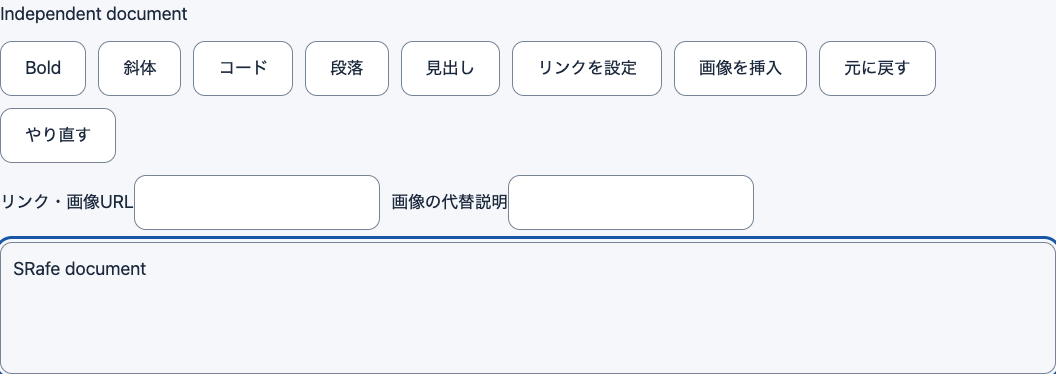 Independent document
Bold 斜体 コード 段落 見出し リンクを設定 画像を挿入 元に戻す
やり直す
リンク・画像URL 画像の代替説明
SRafe document